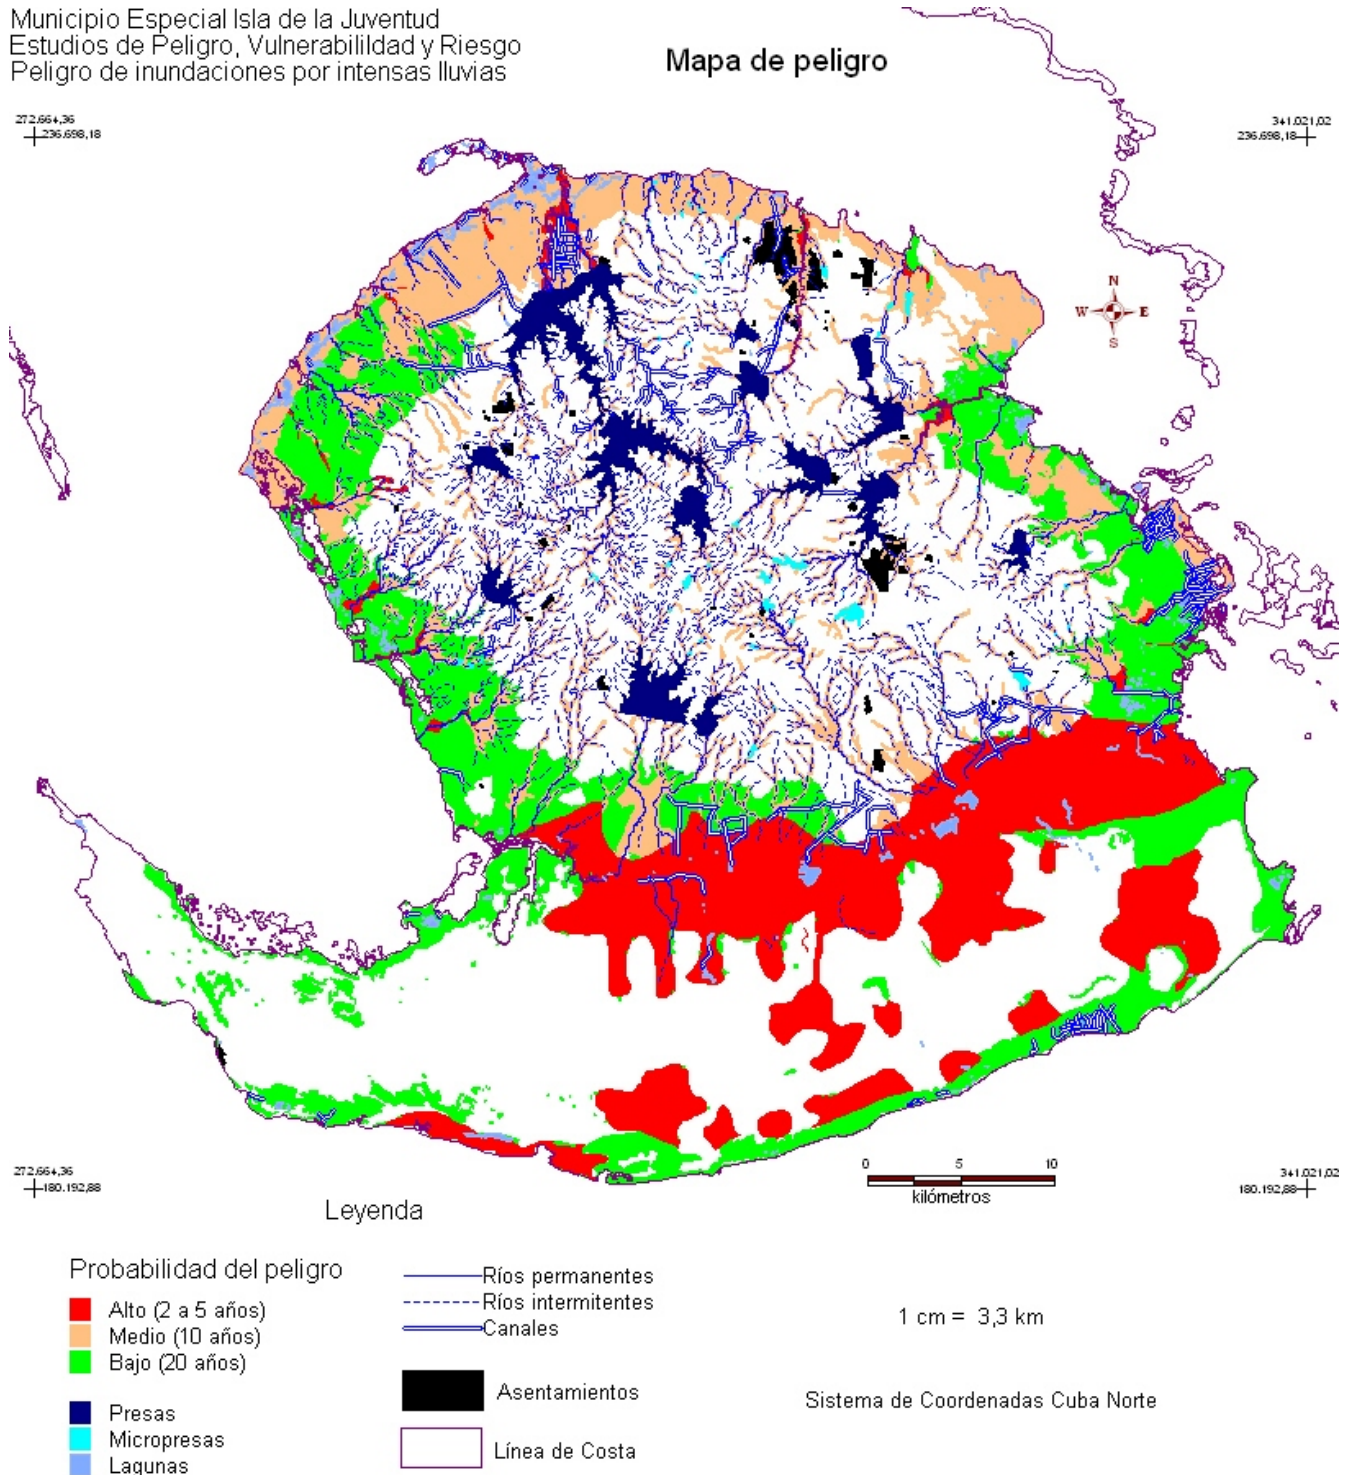 Municipio Especial Isla de la Juventud
Estudios de Peligro, Vulnerabilildad y Riesgo
Peligro de inundaciones por intensas lluvias
Mapa de peligro
272.664,36
236.698,18
341.021,02
236.698,18
N
W E
S
272.664,36
180.192,88
341.021,02
180.192,88
0 5 10
kilómetros
Leyenda
Probabilidad del peligro
Alto (2 a 5 años)
Medio (10 años)
Bajo (20 años)
Presas
Micropresas
Lagunas
Ríos permanentes
Ríos intermitentes
Canales
Asentamientos
Línea de Costa
1 cm = 3,3 km
Sistema de Coordenadas Cuba Norte